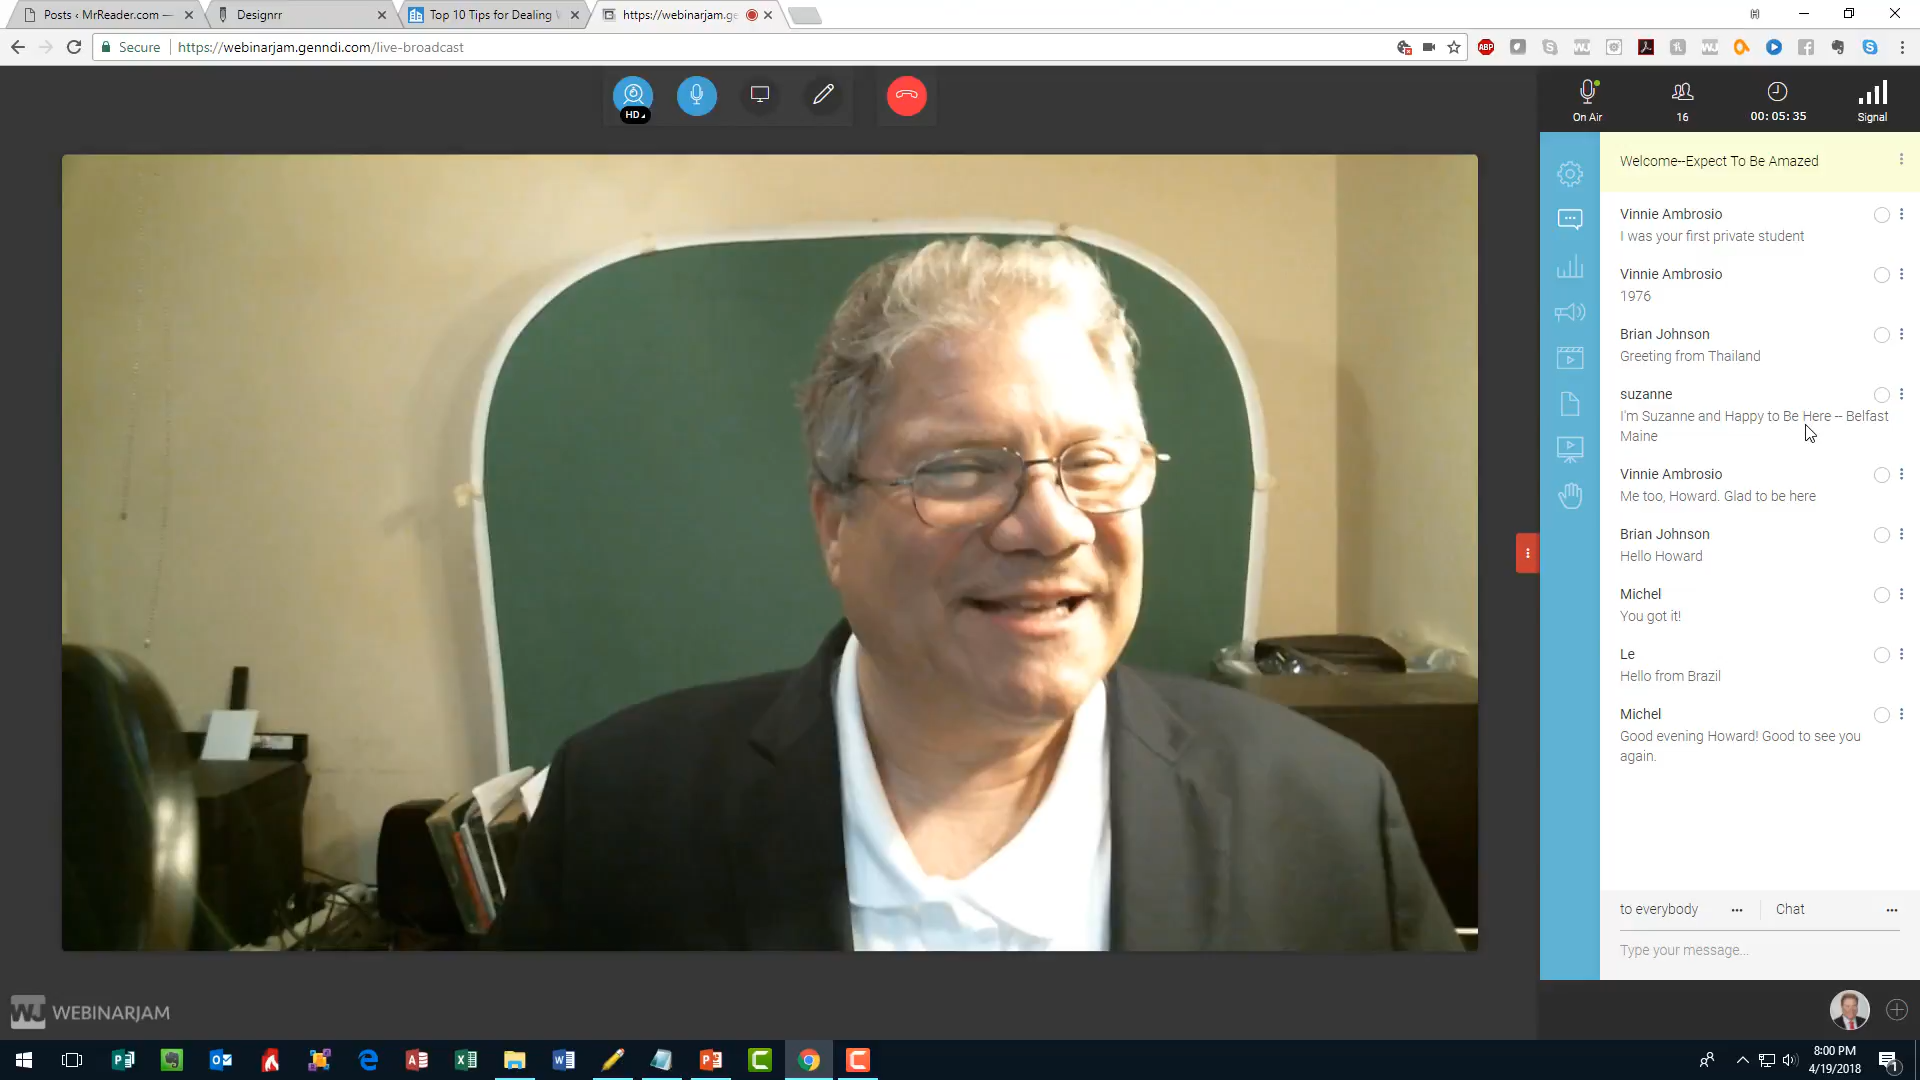 Posts ‹ MrReader.com —
Designrr
Top 10 Tips for Dealing
https://webinarjam.ge
Secure
https://webinarjam.genndi.com/live-broadcast
ABP
HD
On Air
16
00:05:35
Signal
Welcome--Expect To Be Amazed
Vinnie Ambrosio
I was your first private student
Vinnie Ambrosio
1976
Brian Johnson
Greeting from Thailand
suzanne
I'm Suzanne and Happy to Be Here -- Belfast
Maine
Vinnie Ambrosio
Me too, Howard. Glad to be here
Brian Johnson
Hello Howard
Michel
You got it!
Le
Hello from Brazil
Michel
Good evening Howard! Good to see you
again.
to everybody
Chat
Type your message...
WJ WEBINARJAM
8:00 PM
4/19/2018